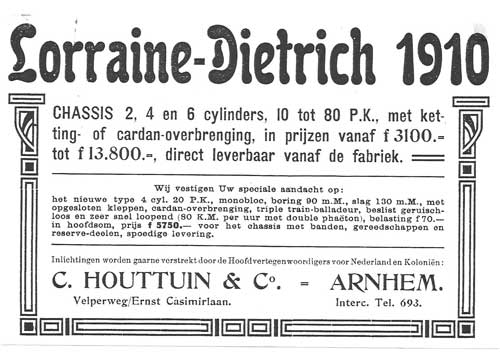 Lorraine-Dietrich 1910
CHASSIS 2, 4 en 6 cylinders, 10 tot 80 P.K., met ket-
ting- of cardan-overbrenging, in prijzen vanaf f 3100.=
tot f 13.800.=, direct leverbaar vanaf de fabriek.
Wij vestigen Uw speciale aandacht op:
het nieuwe type 4 cyl. 20 P.K., monobloc, boring 90 m.M., slag 130 m.M., met
opgesloten kleppen, cardan-overbrenging, triple train-balladeur, beslist geruisch-
loos en zeer snel loopend (80 K.M. per uur met double phaëton), belasting f 70.—
in hoofdsom, prijs f 5750.— voor het chassis met banden, gereedschappen en
reserve-deelen, spoedige levering.
Inlichtingen worden gaarne verstrekt door de Hoofdvertegenwoordigers voor Nederland en Koloniën:
C. HOUTTUIN & Co. = ARNHEM.
Velperweg/Ernst Casimirlaan. Interc. Tel. 693.